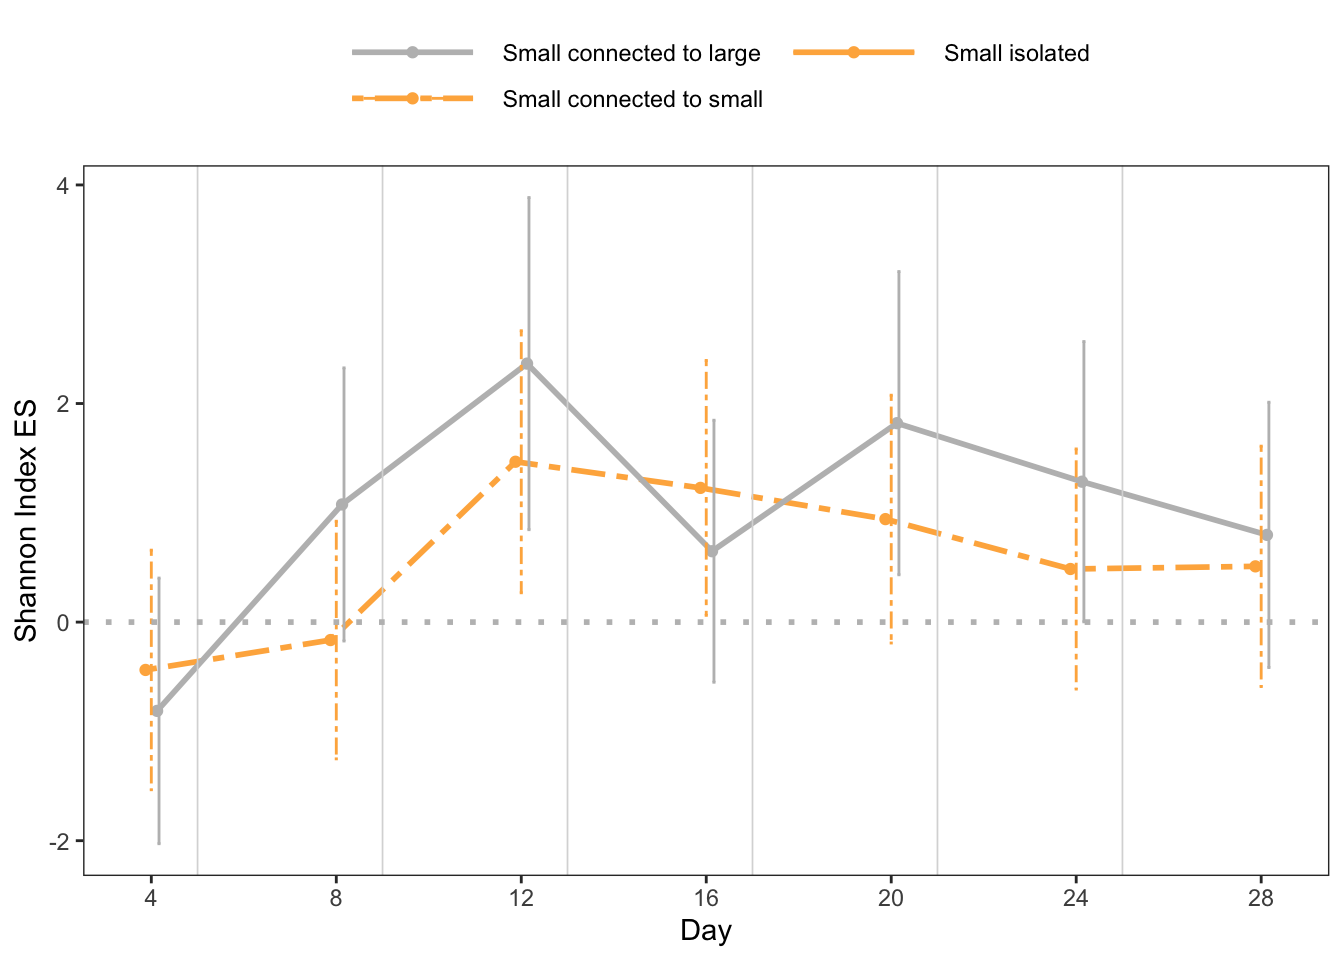 Small connected to large
Small isolated
Small connected to small
Shannon Index ES
4
2
0
-2
4
8
12
16
20
24
28
Day